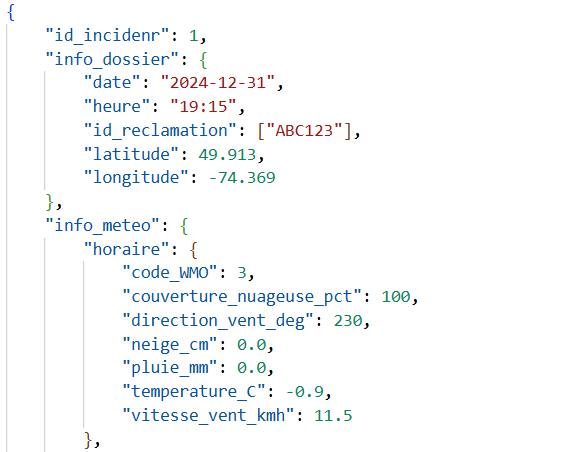 {
    "id_incidenr": 1,
    "info_dossier": {
        "date": "2024-12-31",
        "heure": "19:15",
        "id_reclamation": ["ABC123"],
        "latitude": 49.913,
        "longitude": -74.369
    },
    "info_meteo": {
        "horaire": {
            "code_WMO": 3,
            "couverture_nuageuse_pct": 100,
            "direction_vent_deg": 230,
            "neige_cm": 0.0,
            "pluie_mm": 0.0,
            "temperature_C": -0.9,
            "vitesse_vent_kmh": 11.5
        },